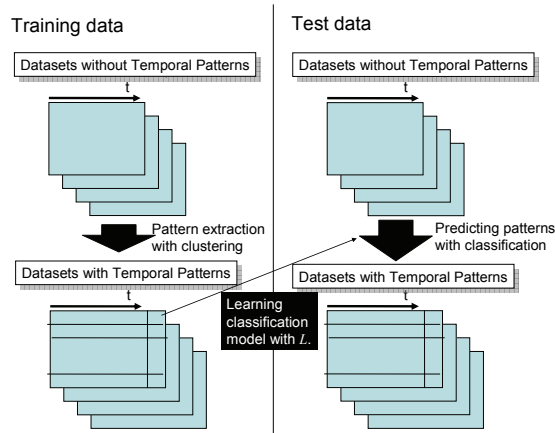 Training data
Datasets without Temporal Patterns
t
Pattern extraction
with clustering
Datasets with Temporal Patterns
t
Learning
classification
model with L.
Test data
Datasets without Temporal Patterns
t
Predicting patterns
with classification
Datasets with Temporal Patterns
t